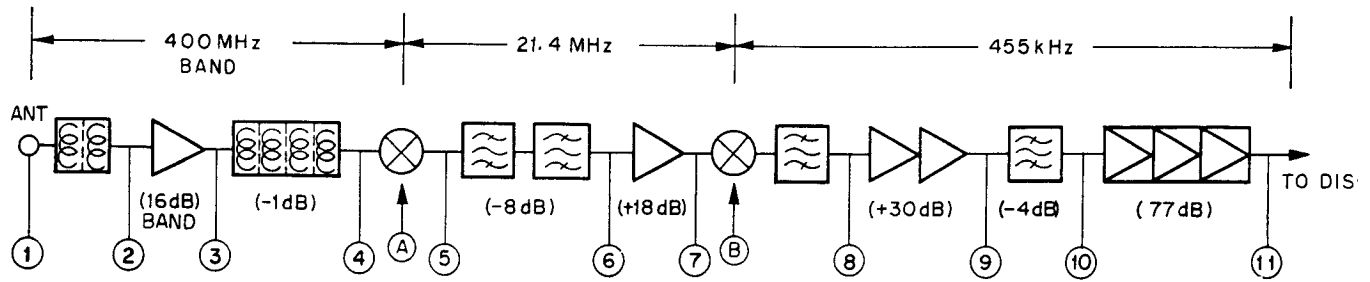 400 MHz
BAND
21.4 MHz
455 kHz
ANT
TO DIS
(16dB)
BAND
(-1dB)
(-8dB)
(+18dB)
(+30dB)
(-4dB)
(77dB)
1
2
3
4
A
5
6
7
B
8
9
10
11